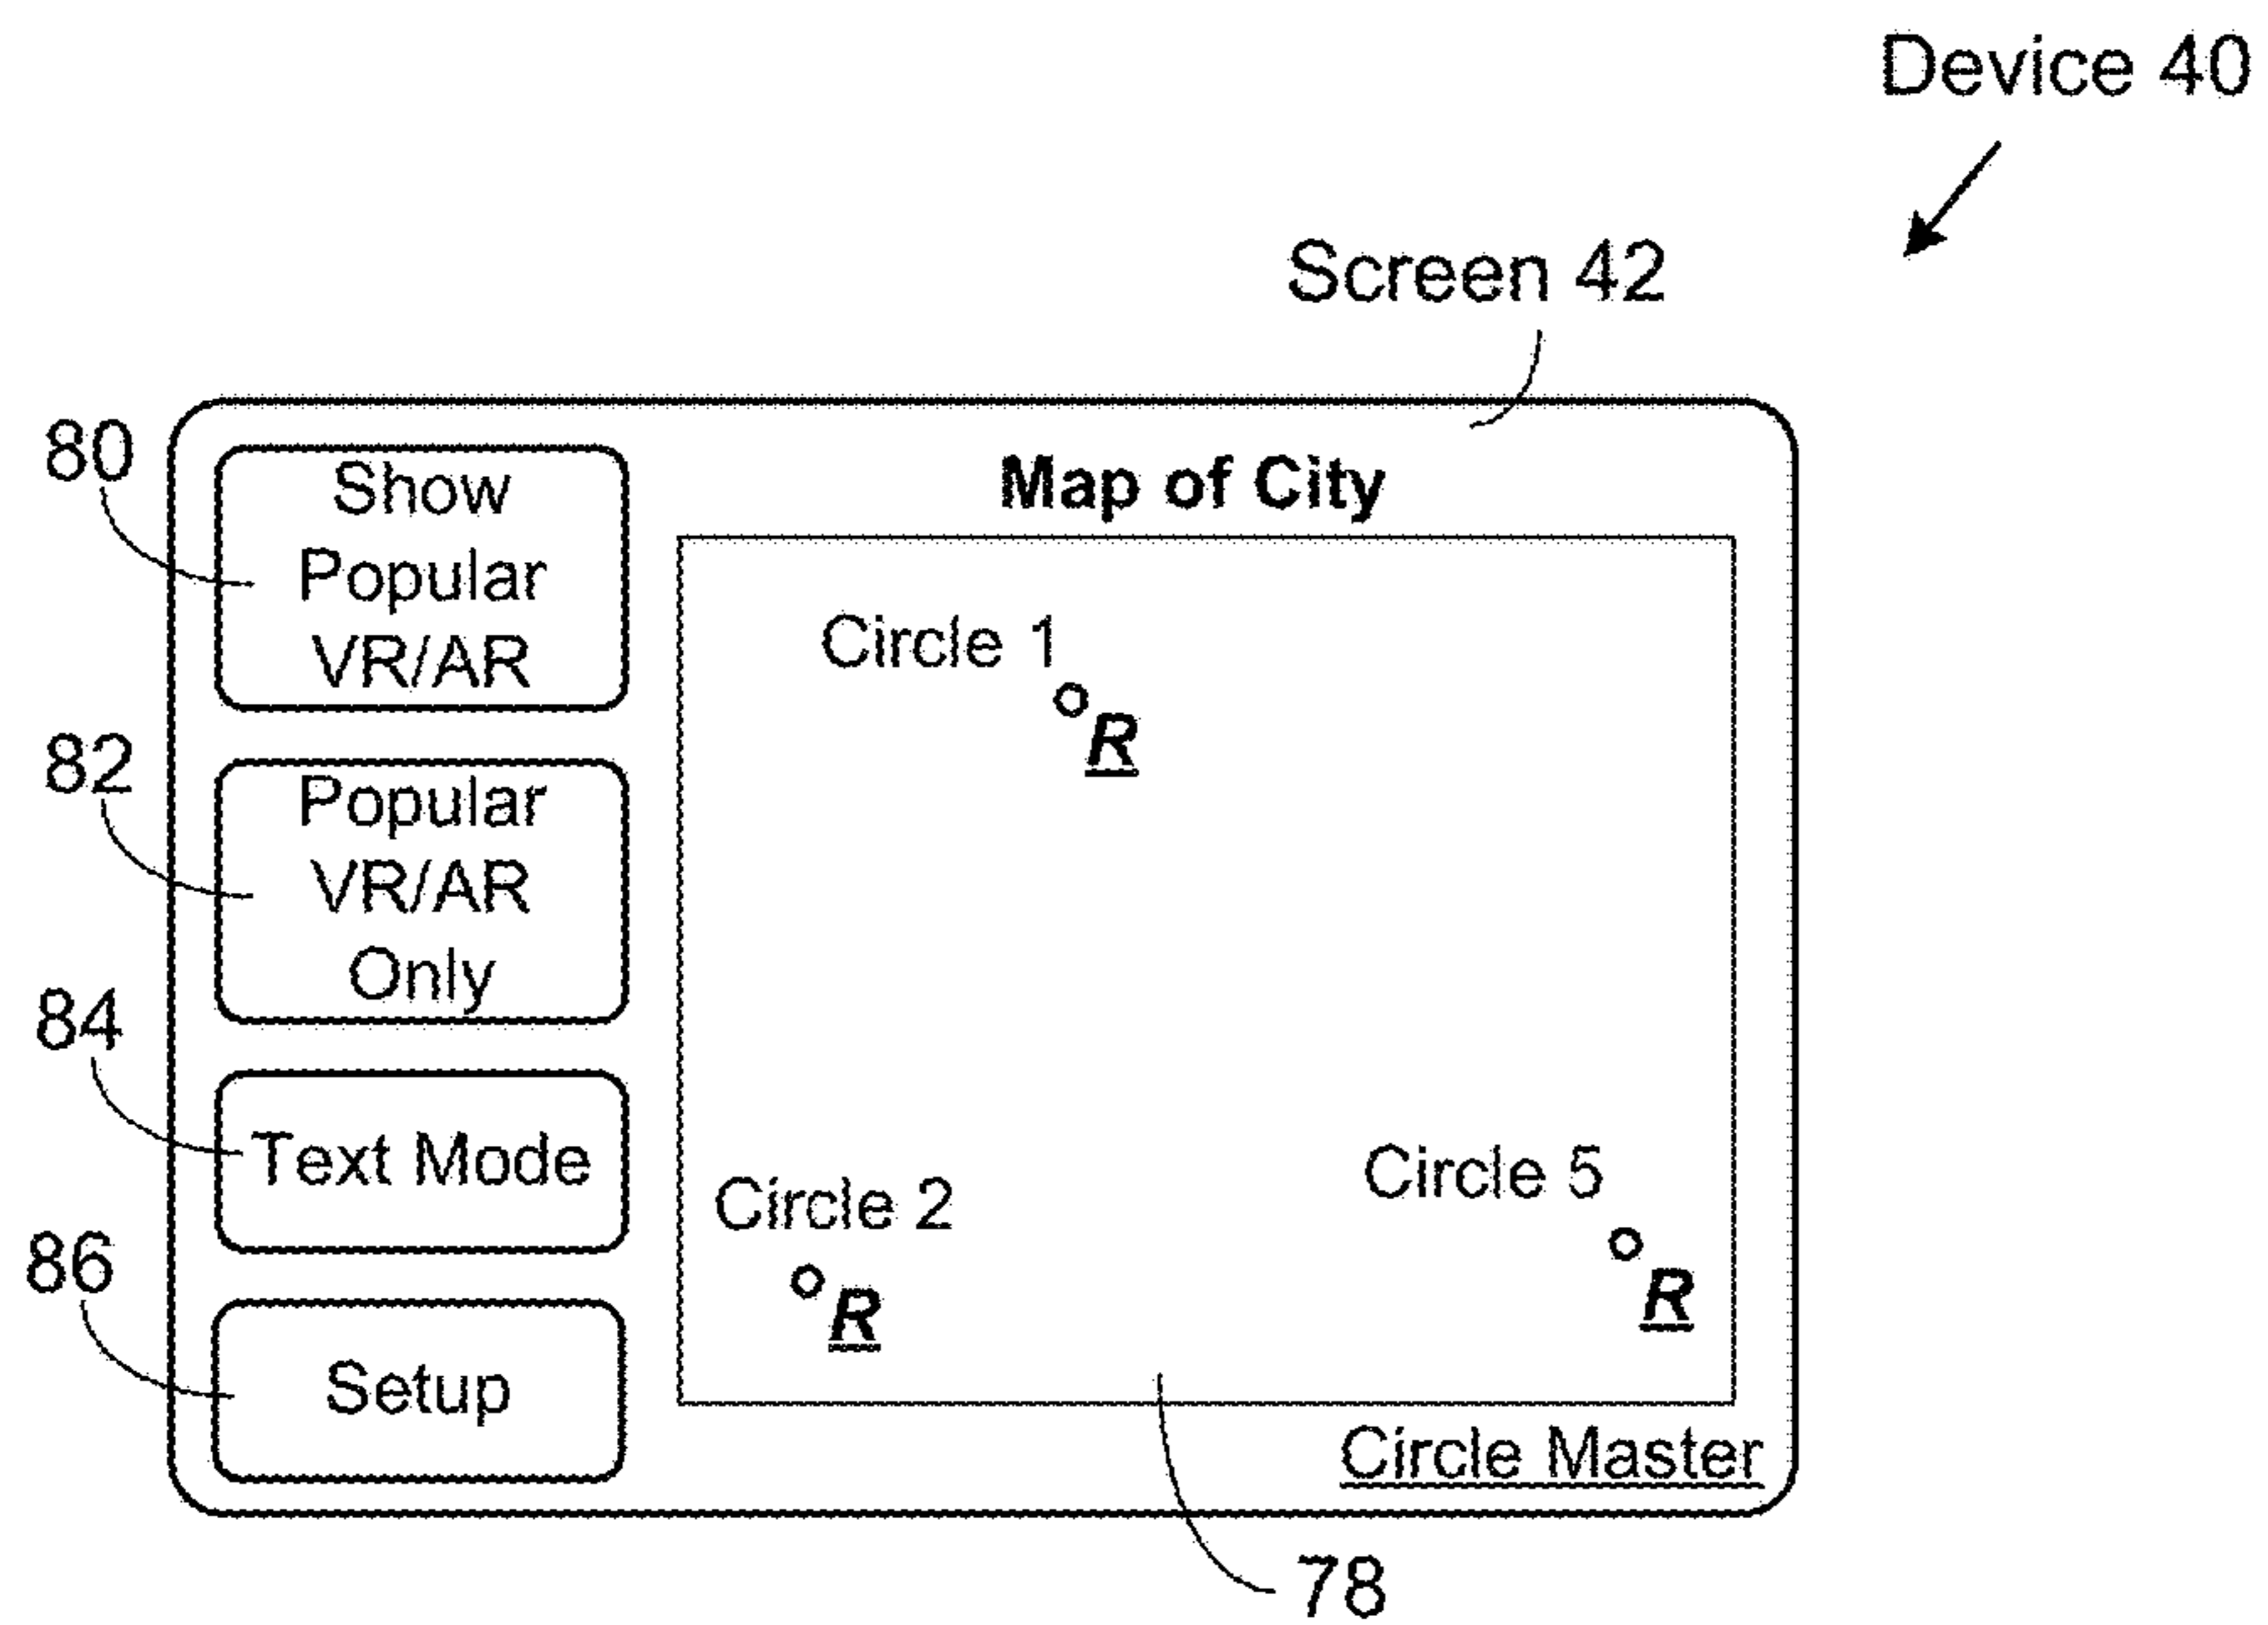 Device 40
Screen 42
80
Show
Popular
VR/AR
82
Popular
VR/AR
Only
84
Text Mode
86
Setup
Map of City
Circle 1
R
Circle 2
R
Circle 5
R
Circle Master
78